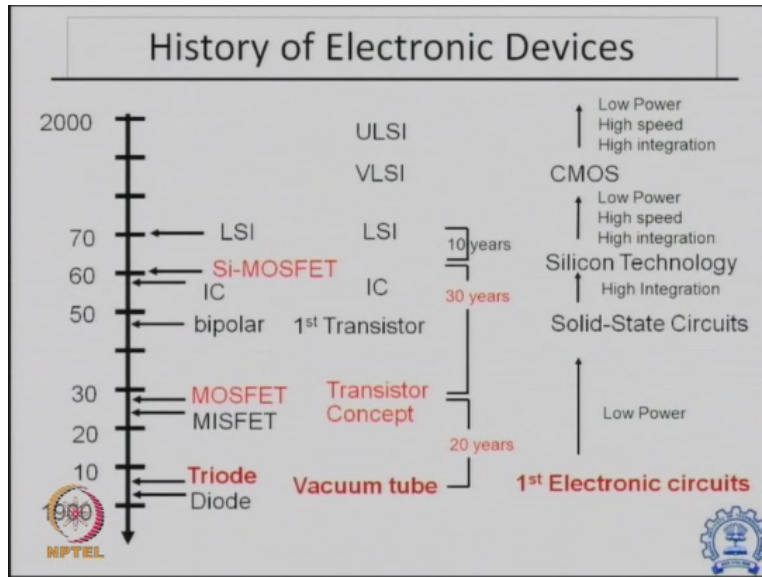 History of Electronic Devices
2000
70
60
50
30
20
10
1900
LSI
Si-MOSFET
IC
bipolar
MOSFET
MISFET
Triode
Diode
ULSI
VLSI
LSI
IC
1st Transistor
Transistor
Concept
Vacuum tube
10 years
30 years
20 years
Low Power
High speed
High integration
CMOS
Low Power
High speed
High integration
Silicon Technology
High Integration
Solid-State Circuits
Low Power
1st Electronic circuits
NPTEL